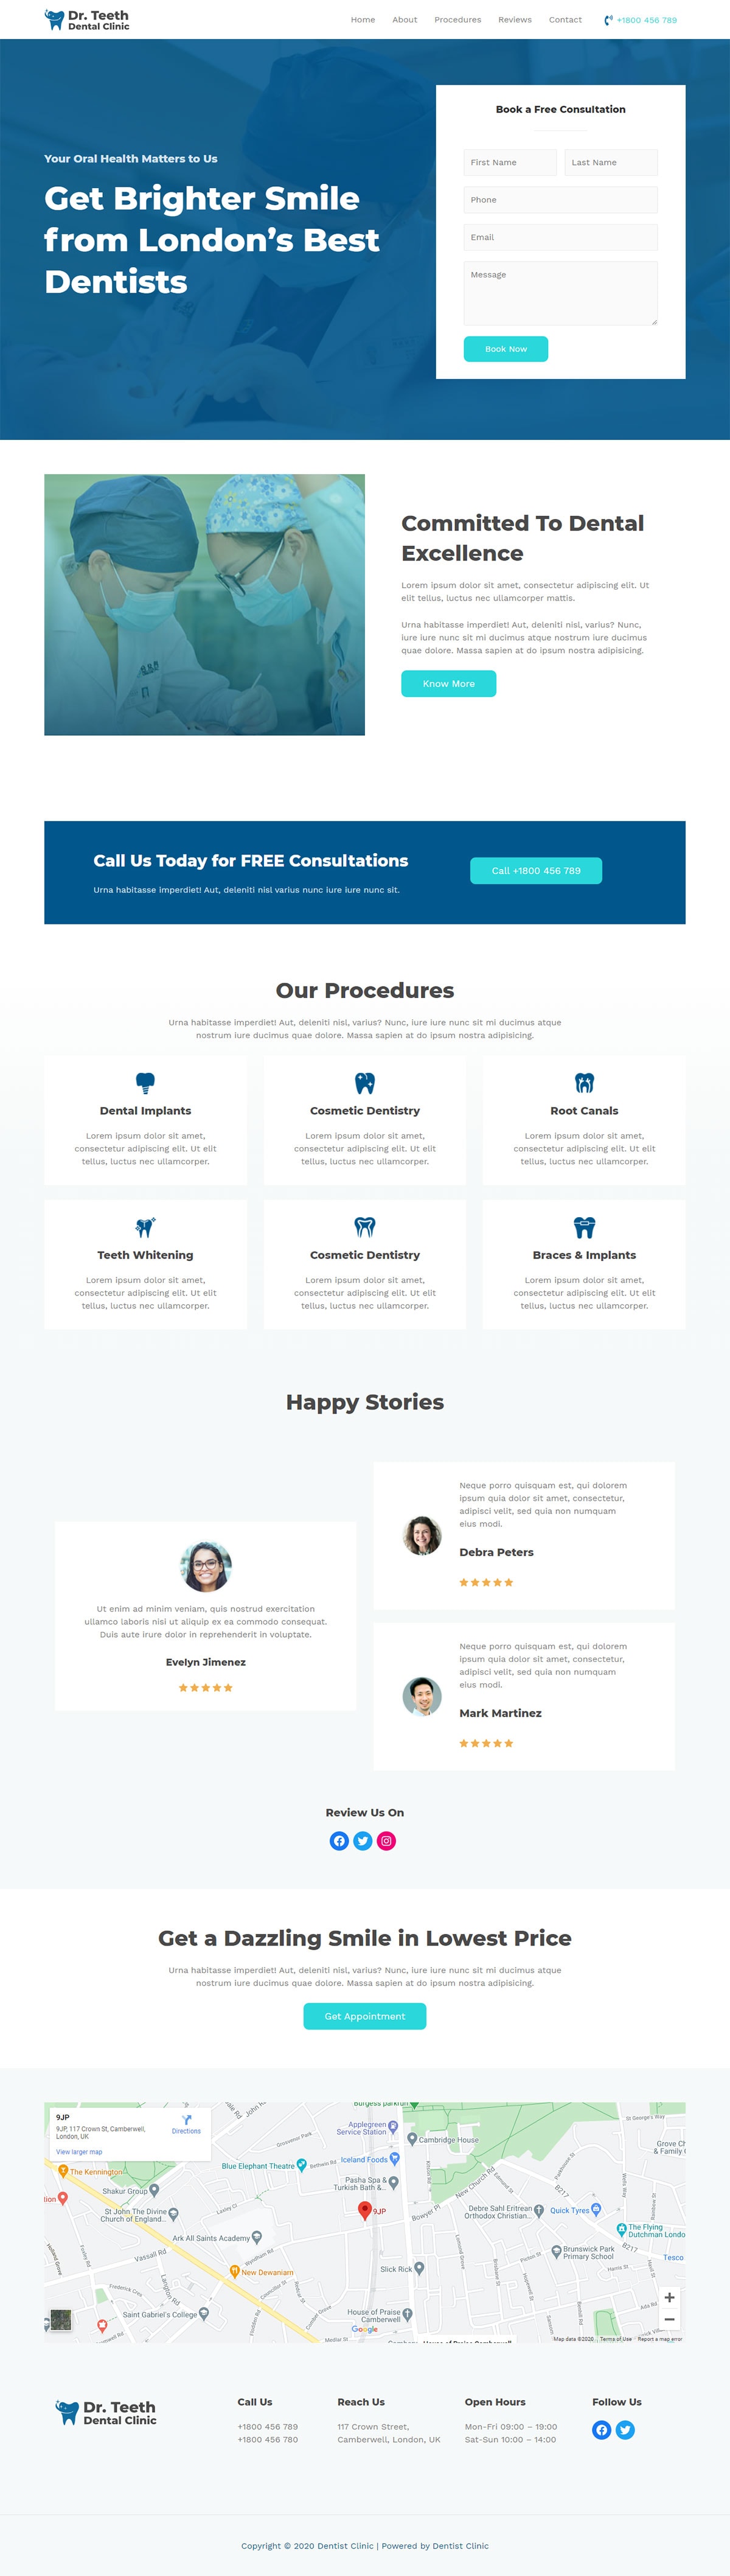 Dr. Teeth
Dental Clinic
Home
About
Procedures
Reviews
Contact
+1800 456 789
Your Oral Health Matters to Us
Get Brighter Smile
from London’s Best
Dentists
Book a Free Consultation
First Name
Last Name
Phone
Email
Message
Book Now
Committed To Dental
Excellence
Lorem ipsum dolor sit amet, consectetur adipiscing elit. Ut
elit tellus, luctus nec ullamcorper mattis.
Urna habitasse imperdiet! Aut, deleniti nisl, varius? Nunc,
iure iure nunc sit mi ducimus atque nostrum iure ducimus
quae dolore. Massa sapien at do ipsum nostra adipisicing.
Know More
Call Us Today for FREE Consultations
Urna habitasse imperdiet! Aut, deleniti nisl varius nunc iure iure nunc sit.
Call +1800 456 789
Our Procedures
Urna habitasse imperdiet! Aut, deleniti nisl, varius? Nunc, iure iure nunc sit mi ducimus atque
nostrum iure ducimus quae dolore. Massa sapien at do ipsum nostra adipisicing.
Dental Implants
Lorem ipsum dolor sit amet,
consectetur adipiscing elit. Ut elit
tellus, luctus nec ullamcorper.
Cosmetic Dentistry
Lorem ipsum dolor sit amet,
consectetur adipiscing elit. Ut elit
tellus, luctus nec ullamcorper.
Root Canals
Lorem ipsum dolor sit amet,
consectetur adipiscing elit. Ut elit
tellus, luctus nec ullamcorper.
Teeth Whitening
Lorem ipsum dolor sit amet,
consectetur adipiscing elit. Ut elit
tellus, luctus nec ullamcorper.
Cosmetic Dentistry
Lorem ipsum dolor sit amet,
consectetur adipiscing elit. Ut elit
tellus, luctus nec ullamcorper.
Braces & Implants
Lorem ipsum dolor sit amet,
consectetur adipiscing elit. Ut elit
tellus, luctus nec ullamcorper.
Happy Stories
Ut enim ad minim veniam, quis nostrud exercitation
ullamco laboris nisi ut aliquip ex ea commodo consequat.
Duis aute irure dolor in reprehenderit in voluptate.
Evelyn Jimenez
Neque porro quisquam est, qui dolorem
ipsum quia dolor sit amet, consectetur,
adipisci velit, sed quia non numquam
eius modi.
Debra Peters
Neque porro quisquam est, qui dolorem
ipsum quia dolor sit amet, consectetur,
adipisci velit, sed quia non numquam
eius modi.
Mark Martinez
Review Us On
Get a Dazzling Smile in Lowest Price
Urna habitasse imperdiet! Aut, deleniti nisl, varius? Nunc, iure iure nunc sit mi ducimus atque
nostrum iure ducimus quae dolore. Massa sapien at do ipsum nostra adipisicing.
Get Appointment
9JP
9JP, 117 Crown St, Camberwell,
London, UK
Directions
View larger map
Applegreen
Service Station
Cambridge House
St George's Way
Grosvenor Park
Iceland Foods
Blue Elephant Theatre
Bethwin Rd
The Kennington
Pasha Spa &
Turkish Bath &...
New Church Rd
Shakur Group
9JP
Bowyer Pl
Debre Sahl Eritrean
Orthodox Christian...
Quick Tyres
St John The Divine
Church of England...
The Flying
Dutchman Londo
Ark All Saints Academy
B217
Brunswick Park
Primary School
Tesco
Vassall Rd
Wyndham Rd
New Dewaniarn
Slick Rick
Langton Rd
Saint Gabriel's College
House of Praise
Camberwell
Google
Map data ©2020
Terms of Use
Report a map error
Dr. Teeth
Dental Clinic
Call Us
+1800 456 789
+1800 456 780
Reach Us
117 Crown Street,
Camberwell, London, UK
Open Hours
Mon-Fri 09:00 – 19:00
Sat-Sun 10:00 – 14:00
Follow Us
Copyright © 2020 Dentist Clinic | Powered by Dentist Clinic